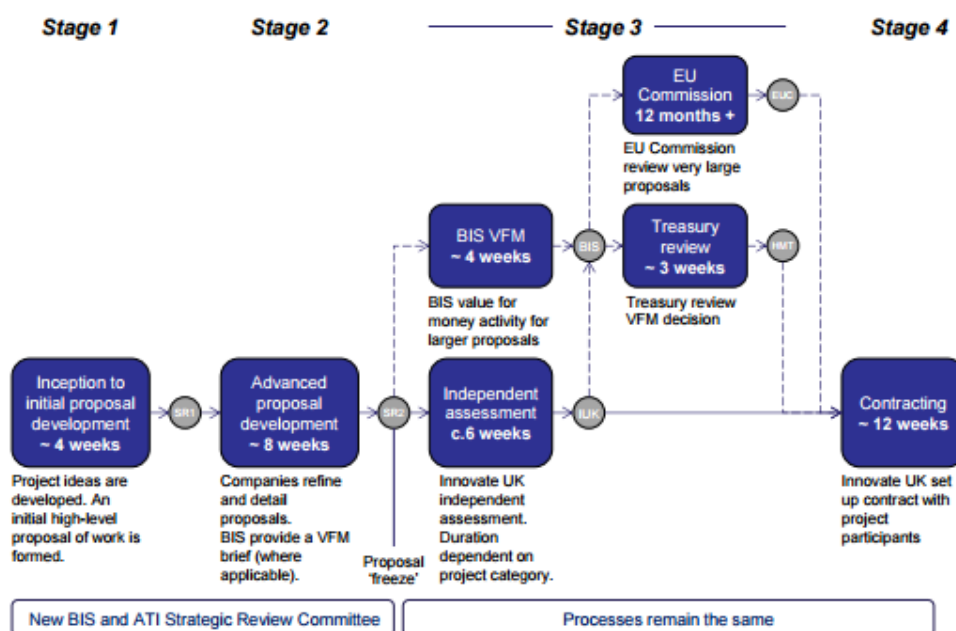 Stage 1
Stage 2
Stage 3
Stage 4
EU
Commission
12 months +
EUC
EU Commission
review very large
proposals
BIS VFM
~ 4 weeks
BIS
Treasury
review
~ 3 weeks
HMT
BIS value for
money activity for
larger proposals
Treasury review
VFM decision
Inception to
initial proposal
development
~ 4 weeks
SR1
Advanced
proposal
development
~ 8 weeks
SR2
Independent
assessment
c.6 weeks
IUK
Contracting
~ 12 weeks
Project ideas are
developed. An
initial high-level
proposal of work is
formed.
Companies refine
and detail
proposals.
BIS provide a VFM
brief (where
applicable).
Proposal
'freeze'
Innovate UK
independent
assessment.
Duration
dependent on
project category.
Innovate UK set
up contract with
project
participants
New BIS and ATI Strategic Review Committee
Processes remain the same